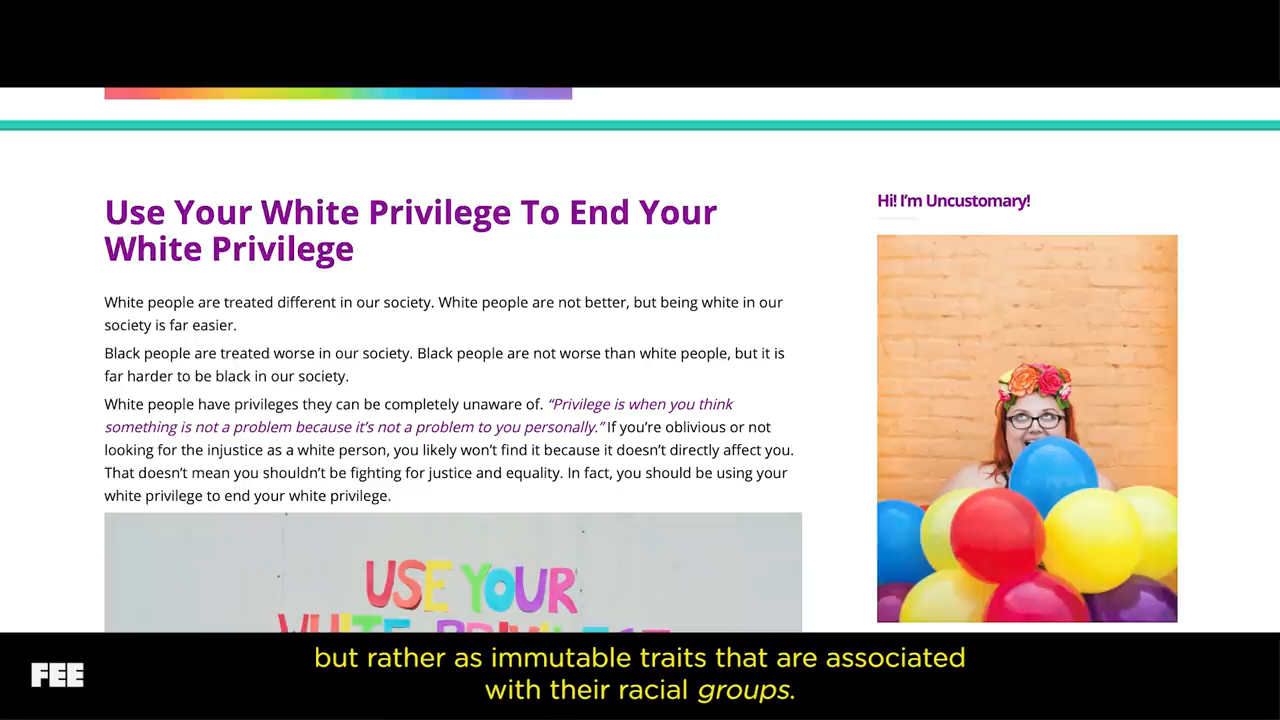 Use Your White Privilege To End Your
White Privilege
White people are treated different in our society. White people are not better, but being white in our
society is far easier.
Black people are treated worse in our society. Black people are not worse than white people, but it is
far harder to be black in our society.
White people have privileges they can be completely unaware of. “Privilege is when you think
something is not a problem because it’s not a problem to you personally.” If you’re oblivious or not
looking for the injustice as a white person, you likely won’t find it because it doesn’t directly affect you.
That doesn’t mean you shouldn’t be fighting for justice and equality. In fact, you should be using your
white privilege to end your white privilege.
USE YOUR
WHITE PRIVILEGE
Hi! I’m Uncustomary!
but rather as immutable traits that are associated
with their racial groups.
FEE